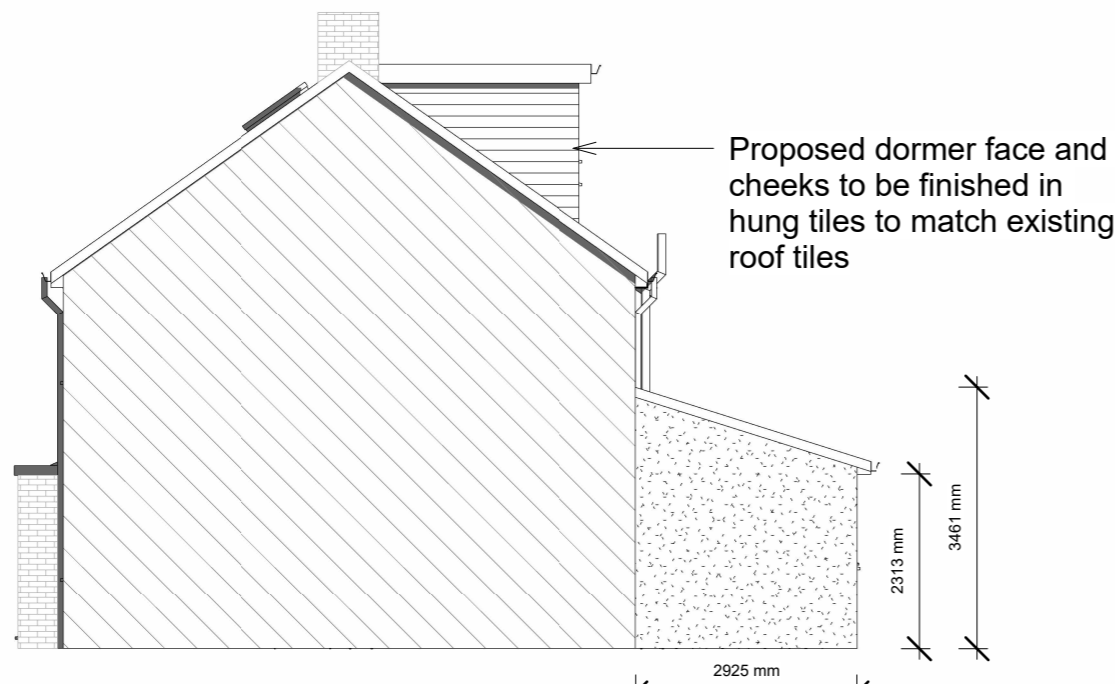 Proposed dormer face and
cheeks to be finished in
hung tiles to match existing
roof tiles
2313 mm
3461 mm
2925 mm